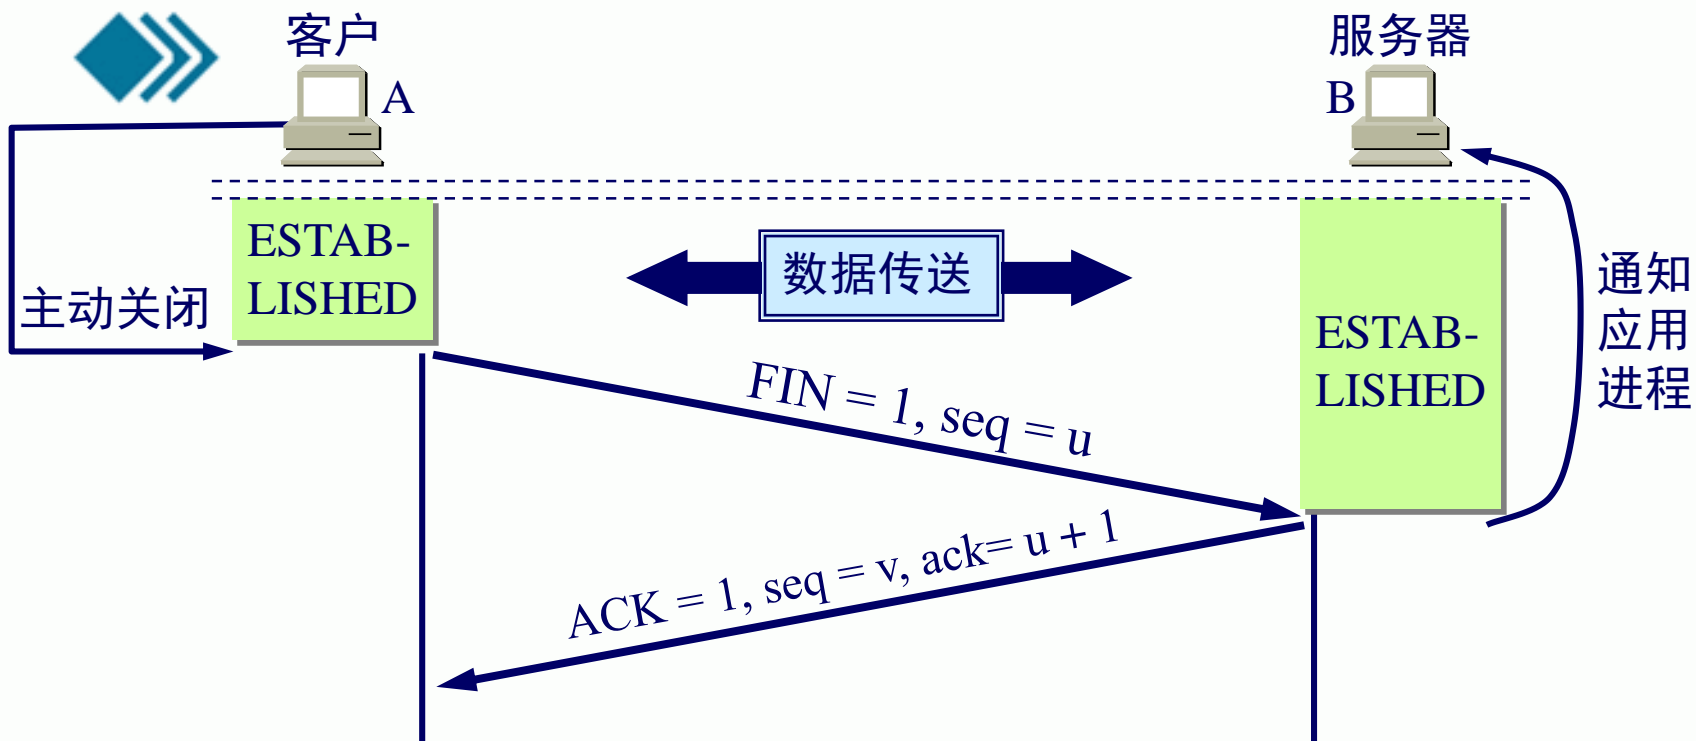 客户
服务器
A
B
ESTAB-
LISHED
数据传送
主动关闭
ESTAB-
LISHED
通知
应用
进程
FIN = 1, seq = u
ACK = 1, seq = v, ack= u + 1